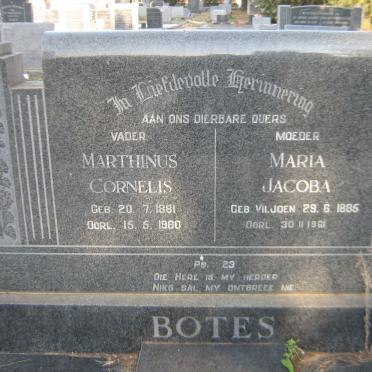 In Liefdevolle Herinnering
AAN ONS DIERBARE OUERS
VADER
MARTHINUS
CORNELIS
GEB. 20. 7. 1881
OORL. 15. 5. 1960
MOEDER
MARIA
JACOBA
GEB VILJOEN 29. 6. 1885
OORL. 30 11 1961
Ps. 23
DIE HERE IS MY HERDER
NIKS SAL MY ONTBREEK NIE
BOTES